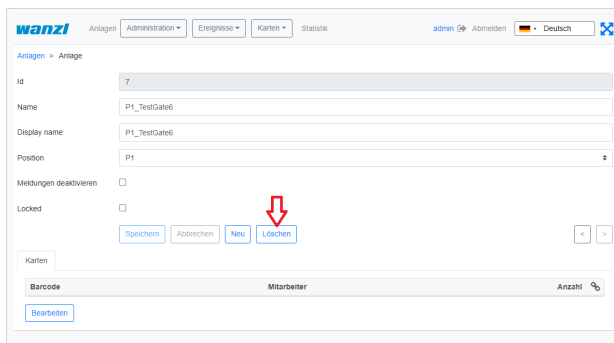 wanzl Anlagen Administration Ereignisse Karten Statistik admin Abmelden Deutsch
Anlagen > Anlage
Id 7
Name P1_TestGate6
Display name P1_TestGate6
Position P1
Meldungen deaktivieren
Locked
Speichern Abbrechen Neu Löschen < >
Karten
Barcode Mitarbeiter Anzahl
Bearbeiten